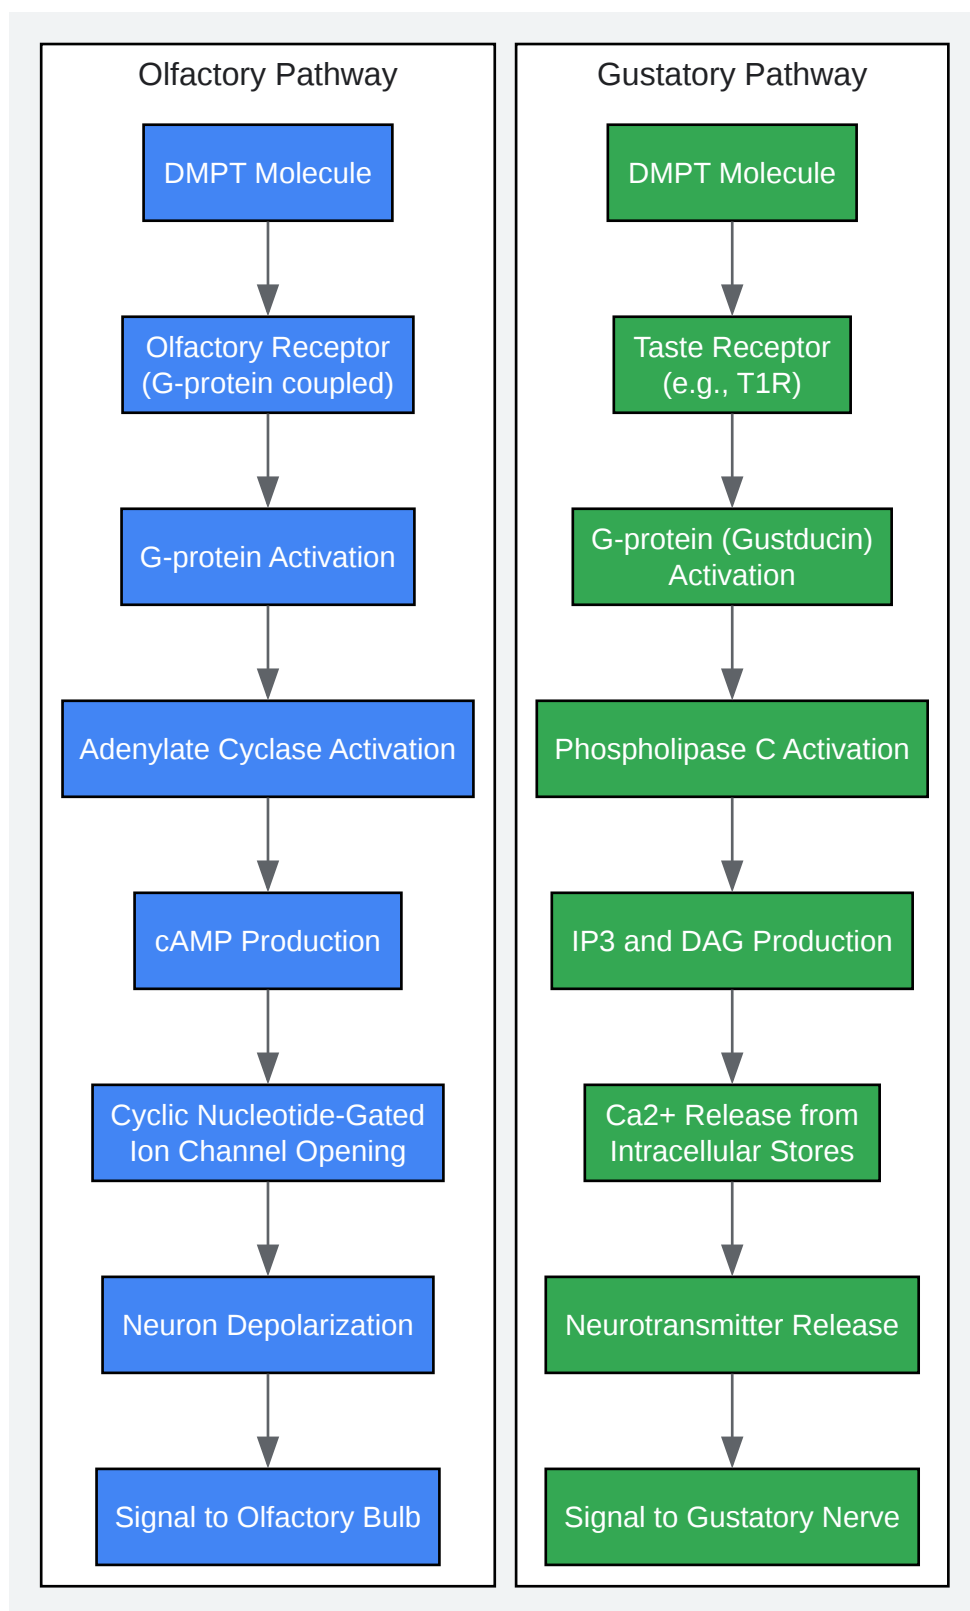 Olfactory Pathway
DMPT Molecule
Olfactory Receptor
(G-protein coupled)
G-protein Activation
Adenylate Cyclase Activation
cAMP Production
Cyclic Nucleotide-Gated
Ion Channel Opening
Neuron Depolarization
Signal to Olfactory Bulb
Gustatory Pathway
DMPT Molecule
Taste Receptor
(e.g., T1R)
G-protein (Gustducin)
Activation
Phospholipase C Activation
IP3 and DAG Production
Ca2+ Release from
Intracellular Stores
Neurotransmitter Release
Signal to Gustatory Nerve